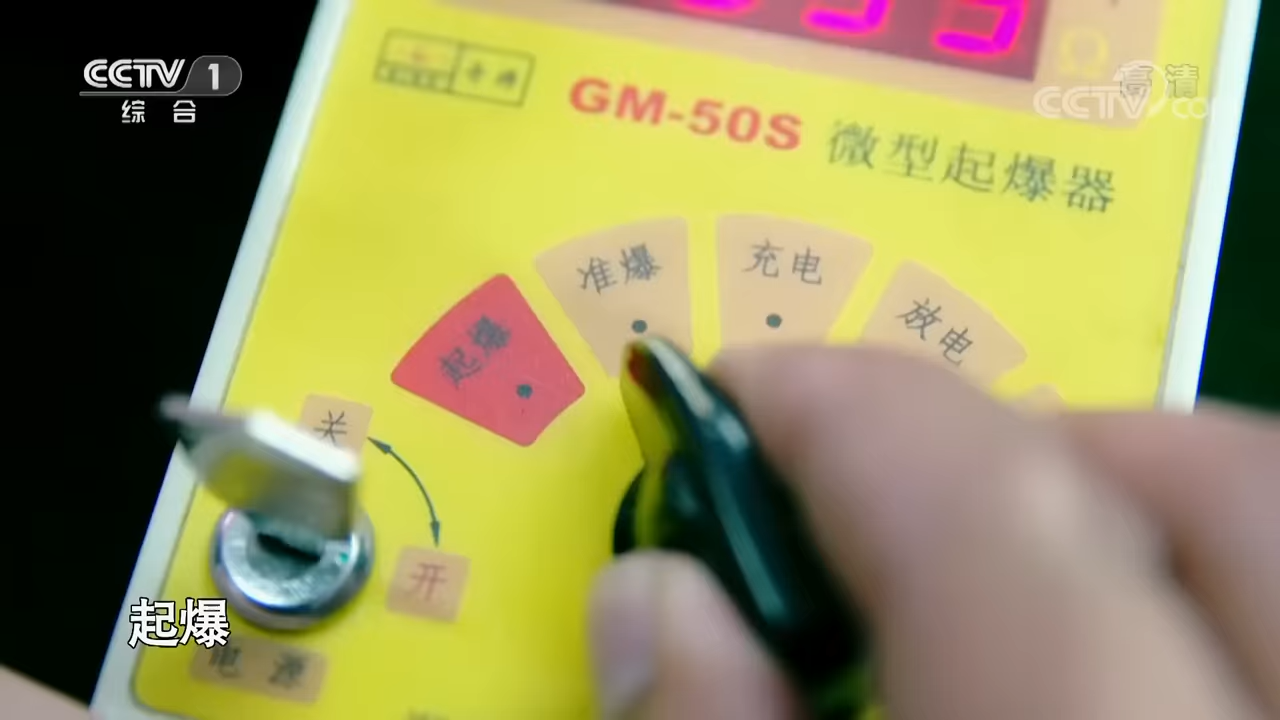 CCTV 1
综合
高清
CCTV.CO
GM-50S 微型起爆器
起爆
准爆
充电
放电
关
开
电源
起爆